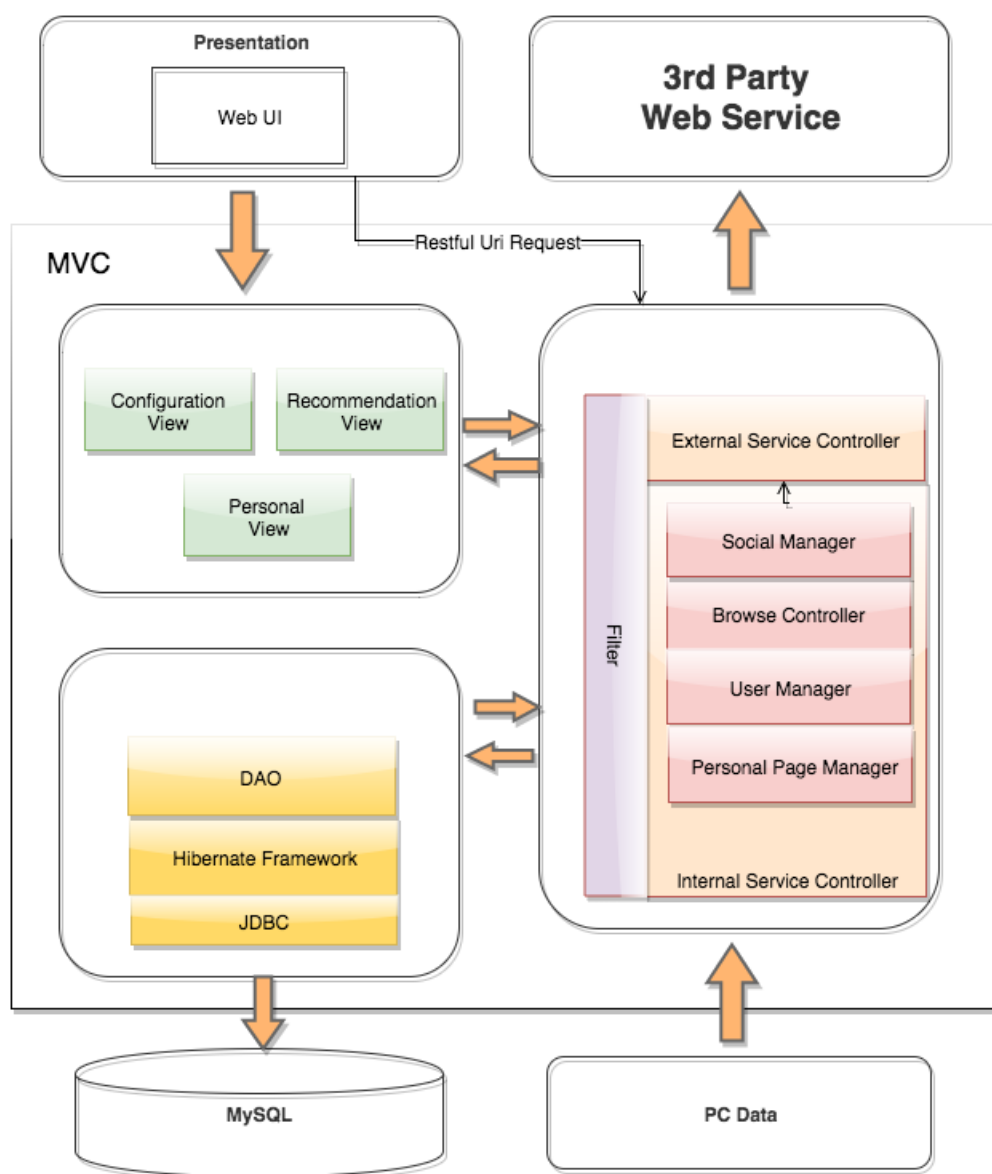 Presentation
Web UI
3rd Party
Web Service
Restful Uri Request
MVC
Configuration
View
Recommendation
View
Personal
View
External Service Controller
Social Manager
Browse Controller
User Manager
Personal Page Manager
Internal Service Controller
Filter
DAO
Hibernate Framework
JDBC
MySQL
PC Data